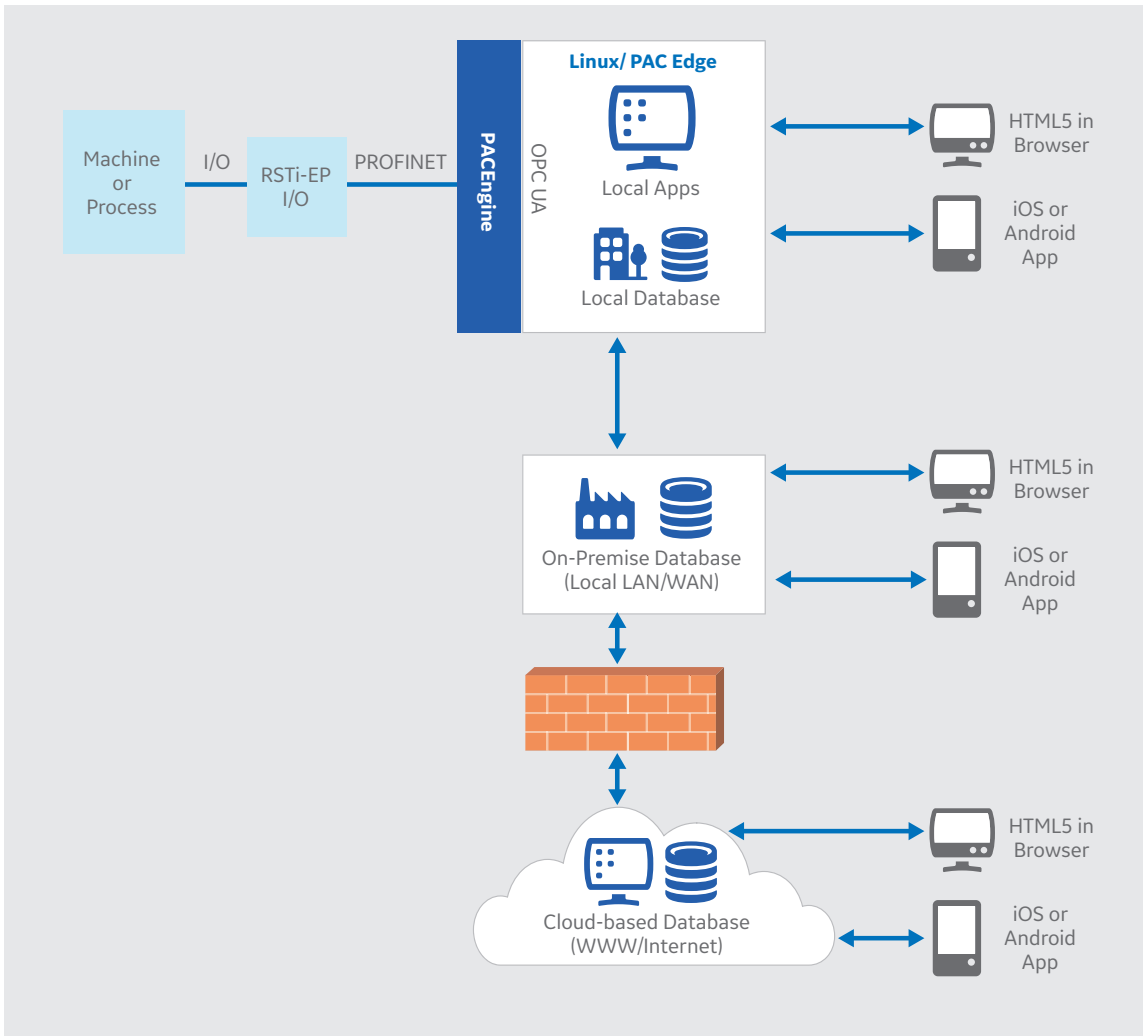 Linux/ PAC Edge
Machine
or
Process
I/O
RSTi-EP
I/O
PROFINET
PACEngine
OPC UA
Local Apps
Local Database
HTML5 in
Browser
iOS or
Android
App
On-Premise Database
(Local LAN/WAN)
HTML5 in
Browser
iOS or
Android
App
Cloud-based Database
(WWW/Internet)
HTML5 in
Browser
iOS or
Android
App